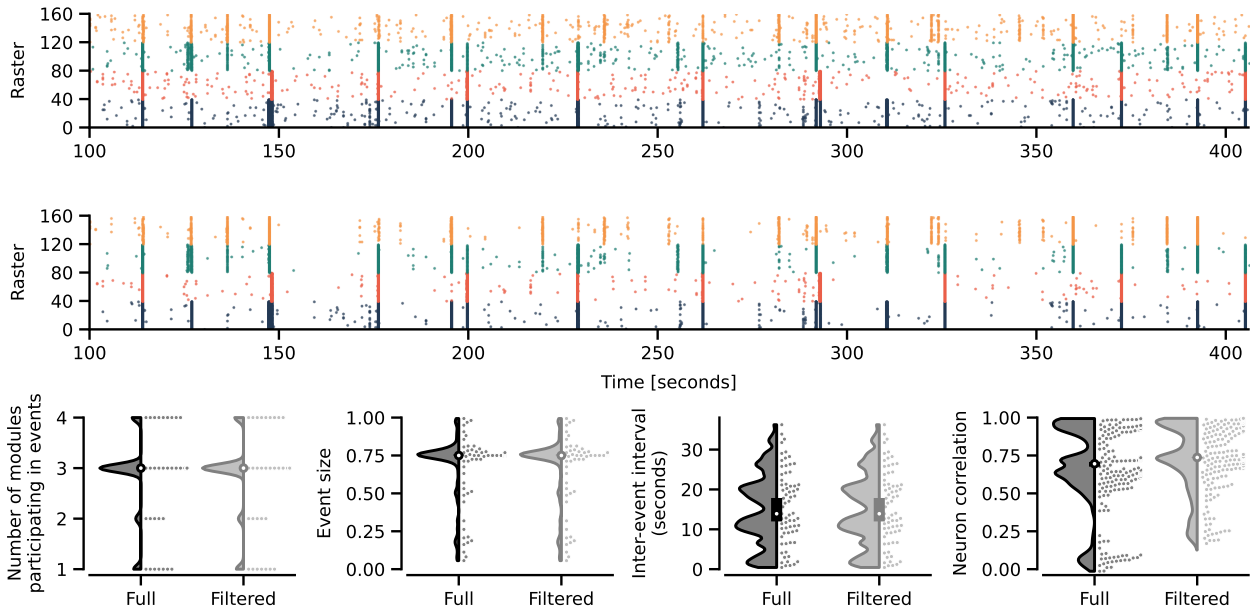 160
120
80
40
0
Raster
100
150
200
250
300
350
400
160
120
80
40
0
Raster
100
150
200
250
300
350
400
Time [seconds]
Number of modules
participating in events
4
3
2
1
Full
Filtered
Event size
1.00
0.75
0.50
0.25
0.00
Full
Filtered
Inter-event interval
(seconds)
30
20
10
0
Full
Filtered
Neuron correlation
1.00
0.75
0.50
0.25
0.00
Full
Filtered